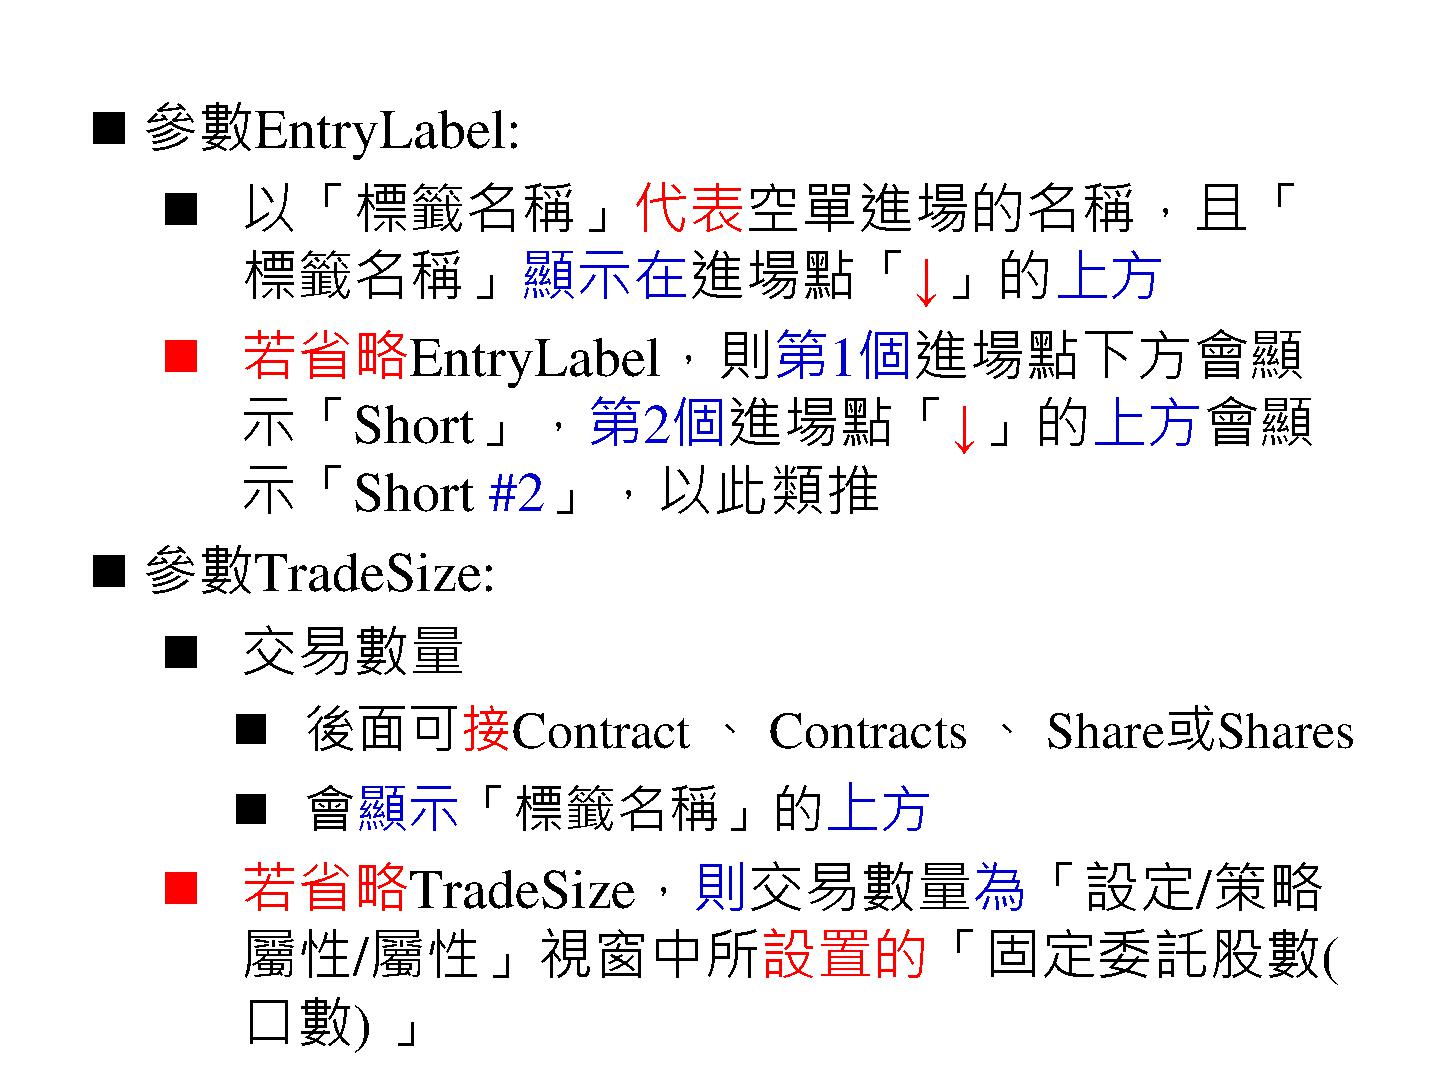 參數EntryLabel:
以「標籤名稱」代表空單進場的名稱，且「
標籤名稱」顯示在進場點「↓」的上方
若省略EntryLabel，則第1個進場點下方會顯
示「Short」，第2個進場點「↓」的上方會顯
示「Short #2」，以此類推
參數TradeSize:
交易數量
後面可接Contract 、 Contracts 、 Share或Shares
會顯示「標籤名稱」的上方
若省略TradeSize，則交易數量為「設定/策略
屬性/屬性」視窗中所設置的「固定委託股數(
口數) 」